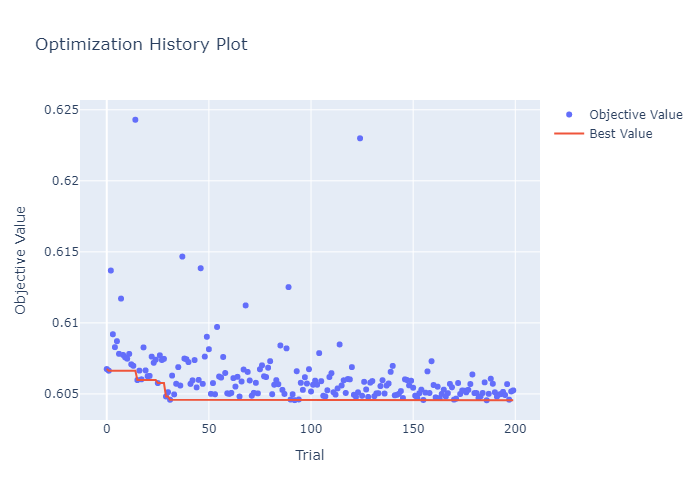 Optimization History Plot
0.625
0.62
0.615
0.61
0.605
Objective Value
0
50
100
150
200
Trial
Objective Value
Best Value